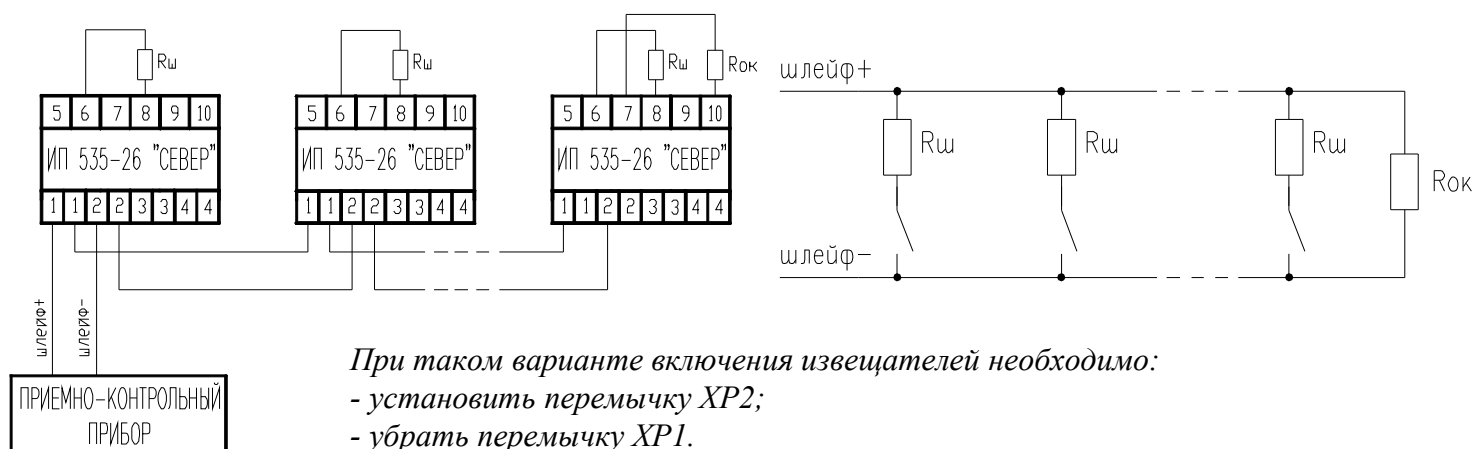 Rш
Rш
Rш
Rок
5 6 7 8 9 10
ИП 535-26 "СЕВЕР"
1 1 2 2 3 3 4 4
5 6 7 8 9 10
ИП 535-26 "СЕВЕР"
1 1 2 2 3 3 4 4
5 6 7 8 9 10
ИП 535-26 "СЕВЕР"
1 1 2 2 3 3 4 4
шлейф+
шлейф-
ПРИЕМНО-КОНТРОЛЬНЫЙ
ПРИБОР
шлейф+
Rш
Rш
Rш
Rок
шлейф-
При таком варианте включения извещателей необходимо:
- установить перемычку ХР2;
- убрать перемычку ХР1.